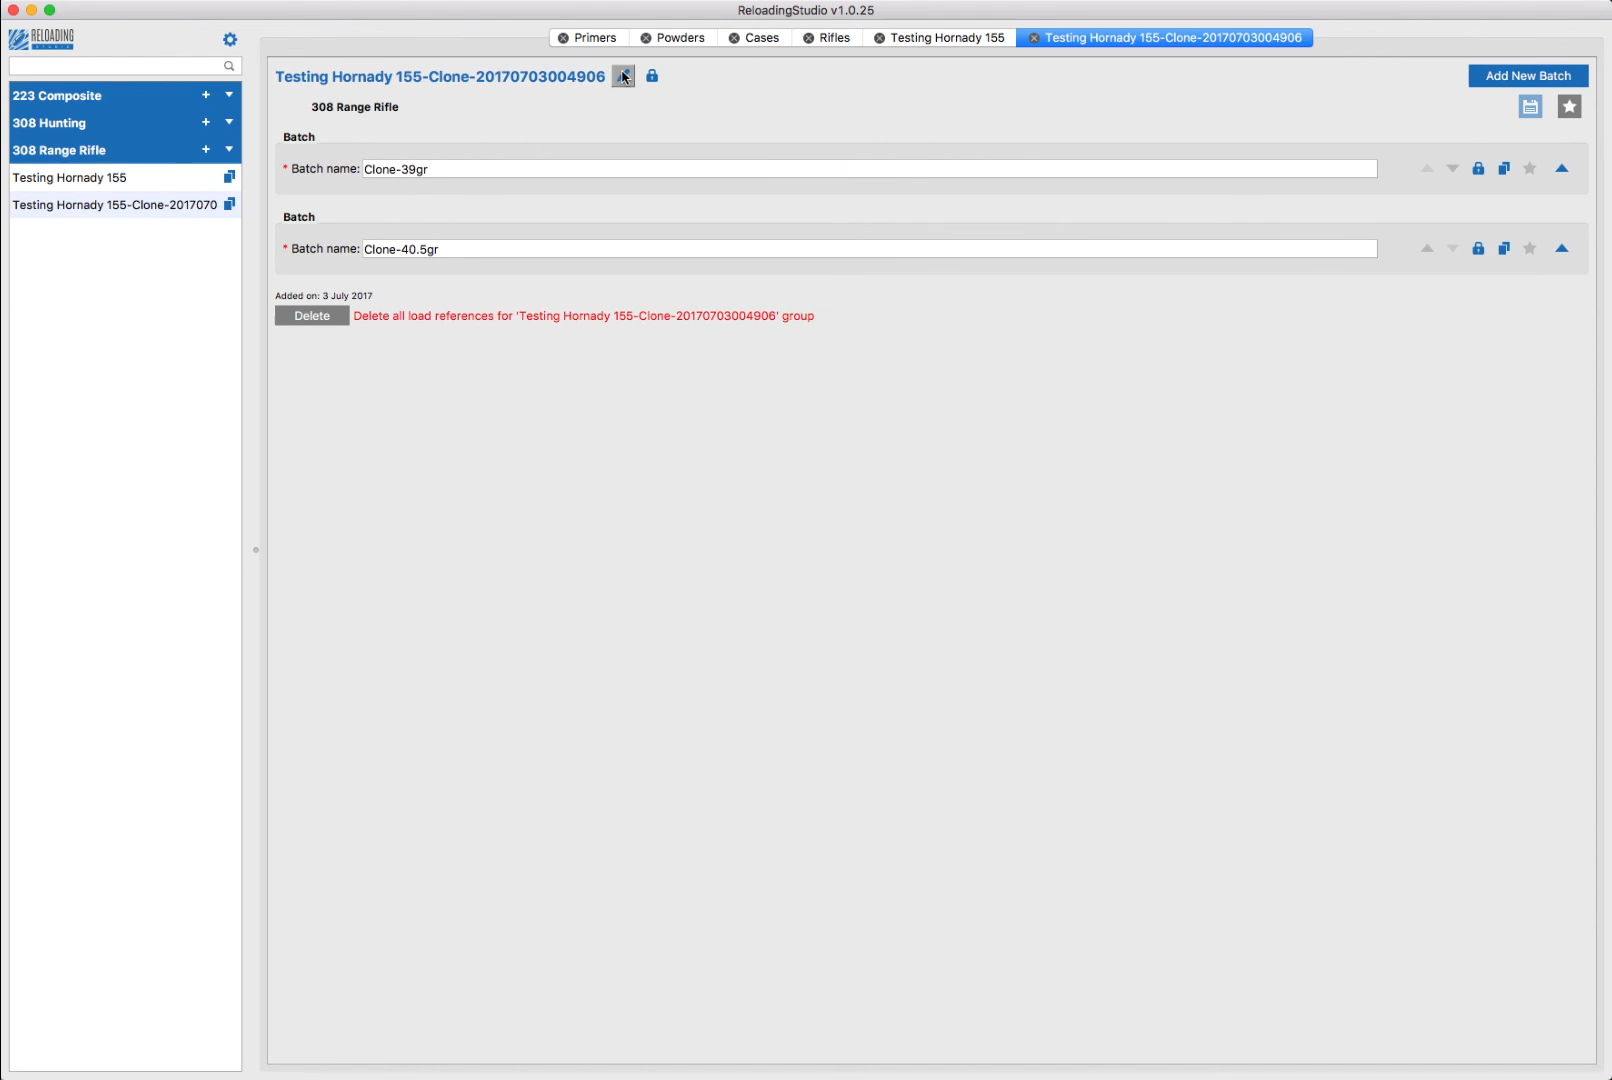 ReloadingStudio v1.0.25
RELOADING
STUDIO
Primers
Powders
Cases
Rifles
Testing Hornady 155
Testing Hornady 155-Clone-20170703004906
223 Composite
308 Hunting
308 Range Rifle
Testing Hornady 155
Testing Hornady 155-Clone-2017070
Testing Hornady 155-Clone-20170703004906
Add New Batch
308 Range Rifle
Batch
* Batch name: Clone-39gr
Batch
* Batch name: Clone-40.5gr
Added on: 3 July 2017
Delete Delete all load references for 'Testing Hornady 155-Clone-20170703004906' group